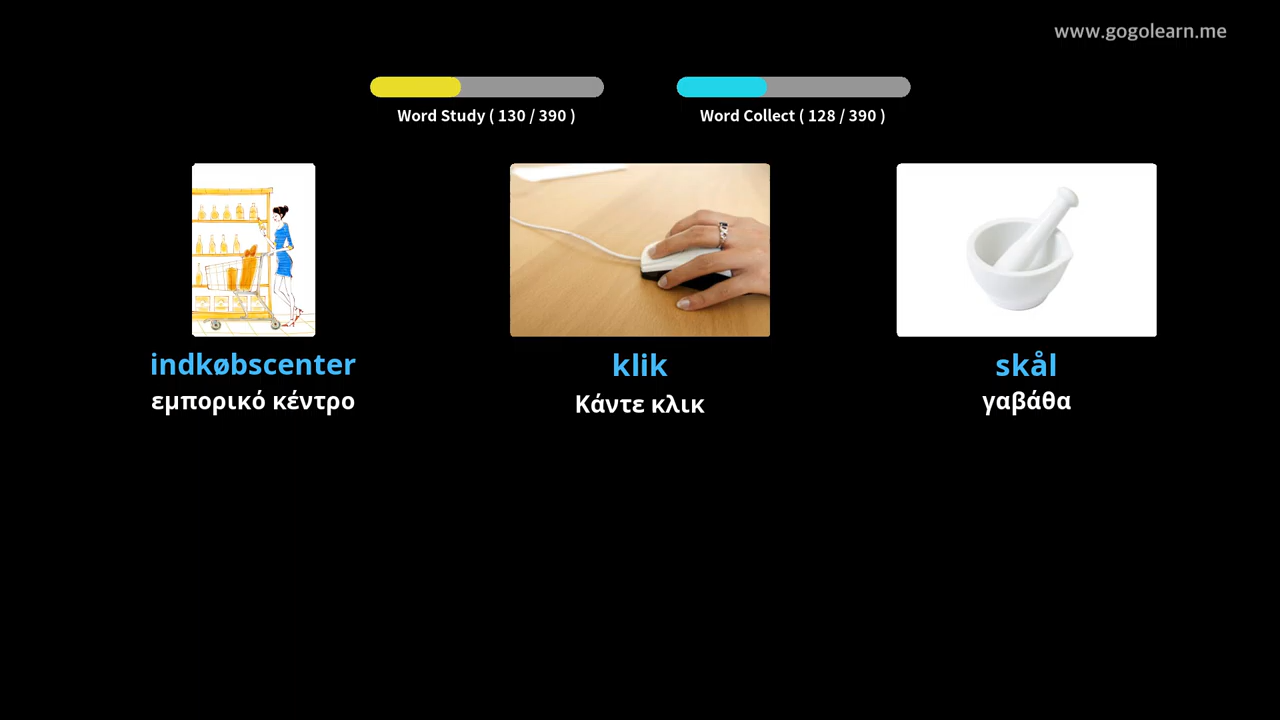 www.gogolearn.me
Word Study ( 130 / 390 )
Word Collect ( 128 / 390 )
indkøbscenter
εμπορικό κέντρο
klik
Κάντε κλικ
skål
γαβάθα